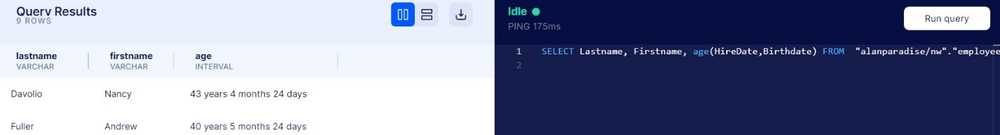 Query Results
9 ROWS
lastname firstname age
VARCHAR VARCHAR INTERVAL
Davolio Nancy 43 years 4 months 24 days
Fuller Andrew 40 years 5 months 24 days
Idle
PING 175ms
Run query
1 SELECT Lastname, Firstname, age(HireDate,Birthdate) FROM "alanparadise/nw"."employee
2